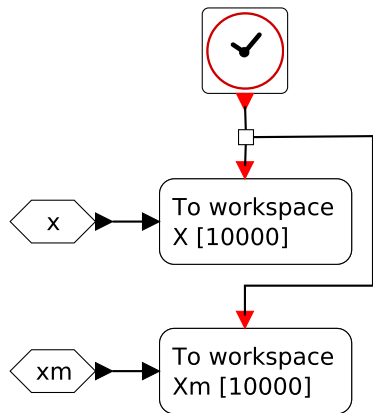 x
To workspace
X [10000]
xm
To workspace
Xm [10000]